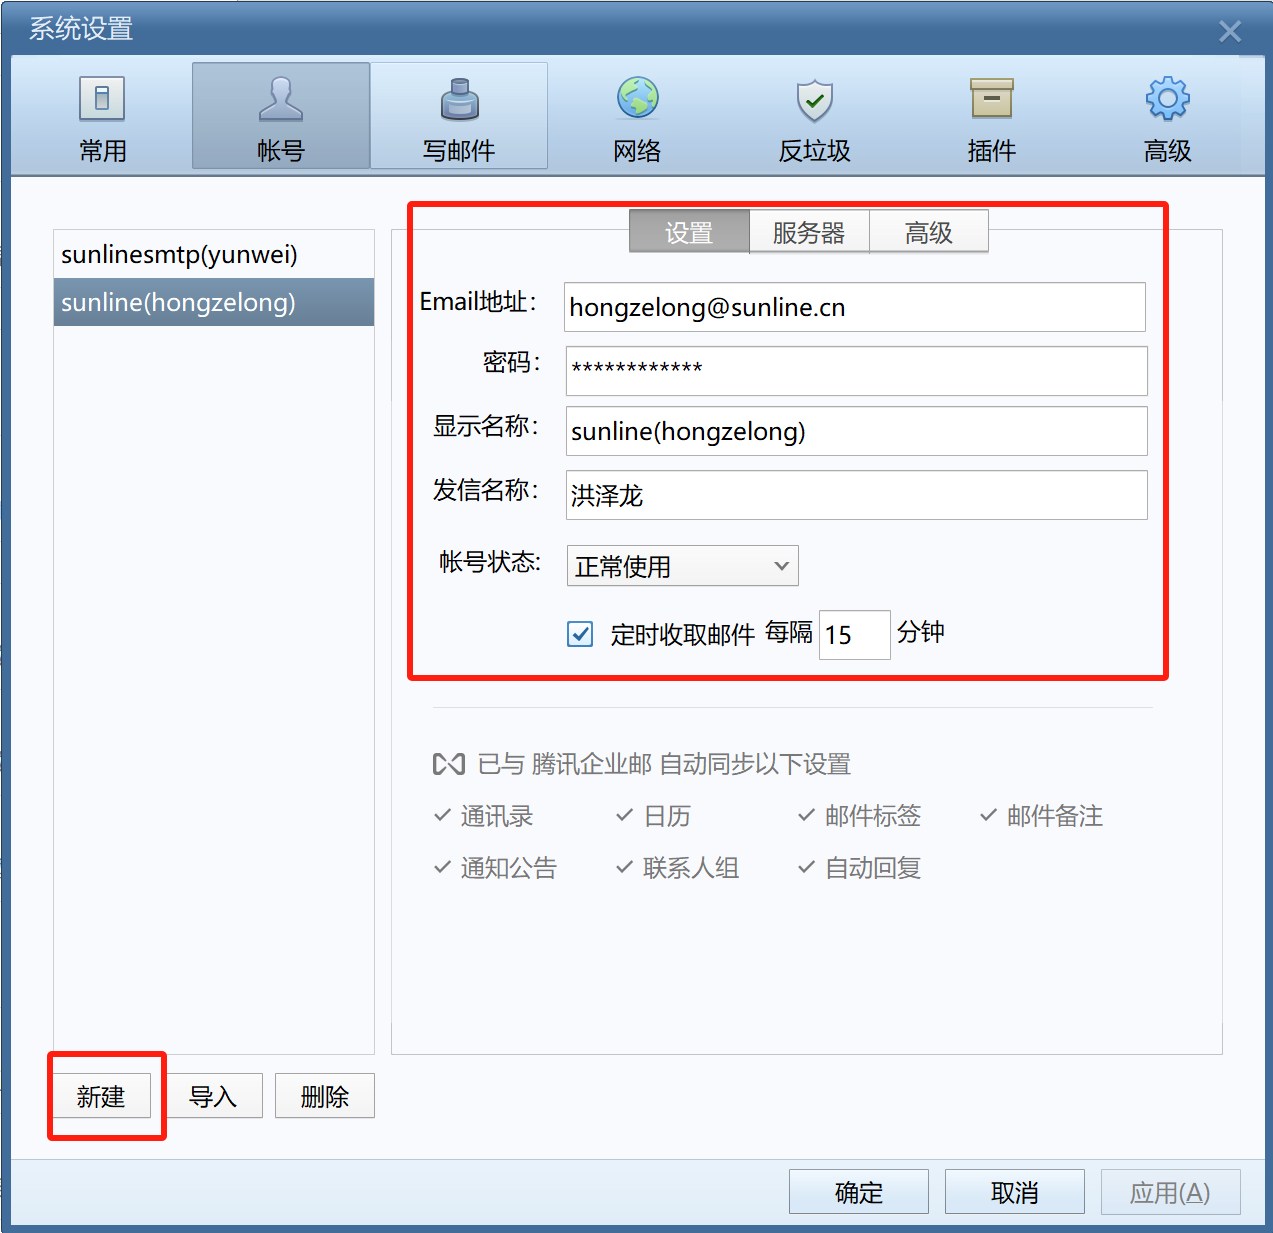 系统设置
常用
帐号
写邮件
网络
反垃圾
插件
高级
sunlinesmtp(yunwei)
sunline(hongzelong)
设置
服务器
高级
Email地址:
hongzelong@sunline.cn
密码:
************
显示名称:
sunline(hongzelong)
发信名称:
洪泽龙
帐号状态:
正常使用
定时收取邮件 每隔 15 分钟
已与 腾讯企业邮 自动同步以下设置
通讯录 日历 邮件标签 邮件备注
通知公告 联系人组 自动回复
新建 导入 删除
确定 取消 应用(A)